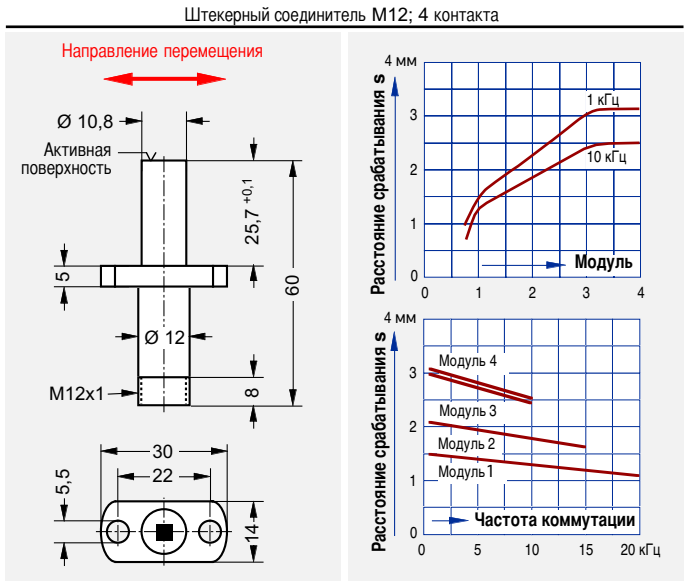 Штекерный соединитель M12; 4 контакта
Направление перемещения
Ø 10,8
Активная
поверхность
25,7 +0,1
5
60
Ø 12
M12x1
8
30
22
5,5
14
4 мм
3
2
1
0
Расстояние срабатывания s
1 кГц
10 кГц
Модуль
0 1 2 3 4
4 мм
3
2
1
0
Расстояние срабатывания s
Модуль 4
Модуль 3
Модуль 2
Модуль1
Частота коммутации
0 5 10 15 20 кГц